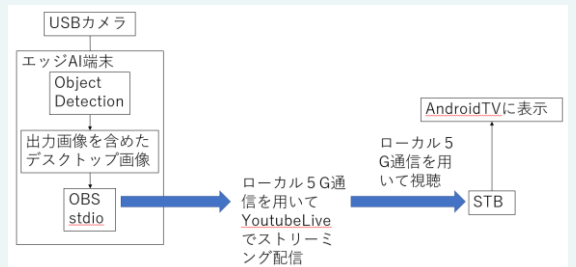 USBカメラ
エッジAI端末
Object
Detection
出力画像を含めた
デスクトップ画像
OBS
stdio
ローカル５G通
信を用いて
YoutubeLive
でストリーミ
ング配信
ローカル５
G通信を用
いて視聴
AndroidTVに表示
STB